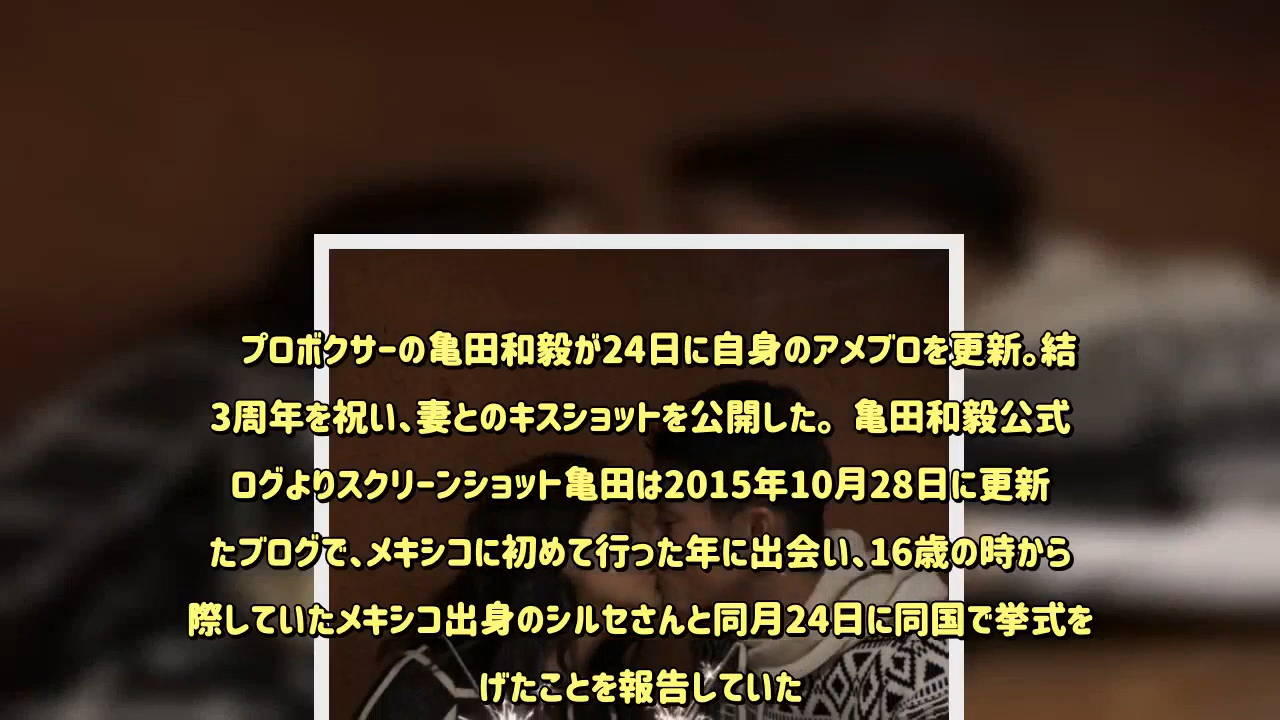 プロボクサーの亀田和毅が24日に自身のアメブロを更新。結
3周年を祝い、妻とのキスショットを公開した。 亀田和毅公式
ログよりスクリーンショット亀田は2015年10月28日に更新
たブログで、メキシコに初めて行った年に出会い、16歳の時から
際していたメキシコ出身のシルセさんと同月24日に同国で挙式を
げたことを報告していた